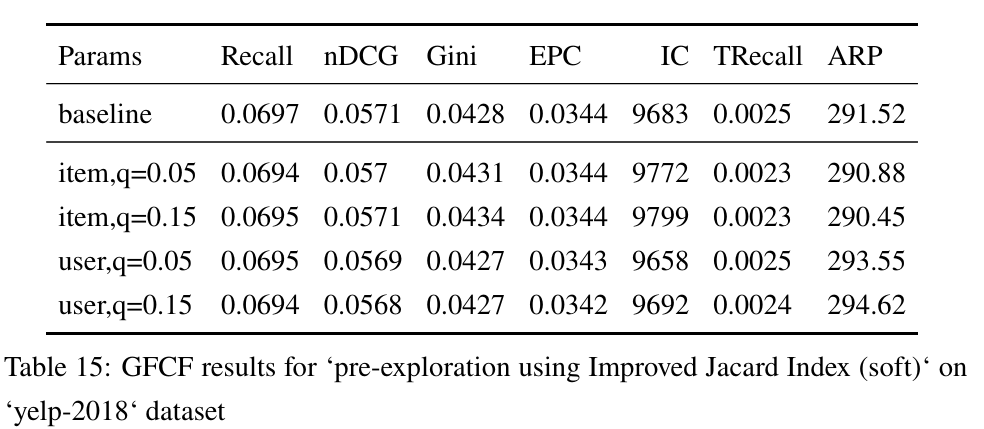 Params Recall nDCG Gini EPC IC TRecall ARP
baseline 0.0697 0.0571 0.0428 0.0344 9683 0.0025 291.52
item,q=0.05 0.0694 0.057 0.0431 0.0344 9772 0.0023 290.88
item,q=0.15 0.0695 0.0571 0.0434 0.0344 9799 0.0023 290.45
user,q=0.05 0.0695 0.0569 0.0427 0.0343 9658 0.0025 293.55
user,q=0.15 0.0694 0.0568 0.0427 0.0342 9692 0.0024 294.62
Table 15: GFCF results for ‘pre-exploration using Improved Jacard Index (soft)‘ on
‘yelp-2018‘ dataset